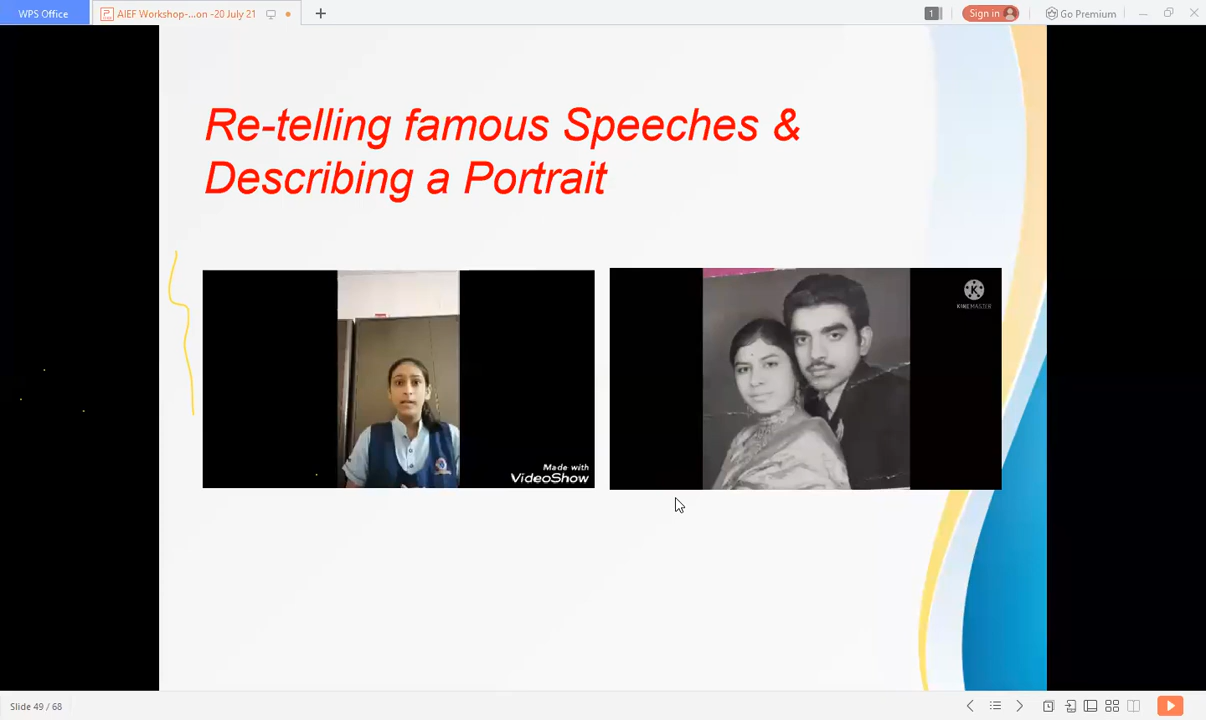 WPS Office
AIEF Workshop-...on -20 July 21
1
Sign in
Go Premium
Re-telling famous Speeches &
Describing a Portrait
Made with
VideoShow
K
KINEMASTER
Slide 49 / 68